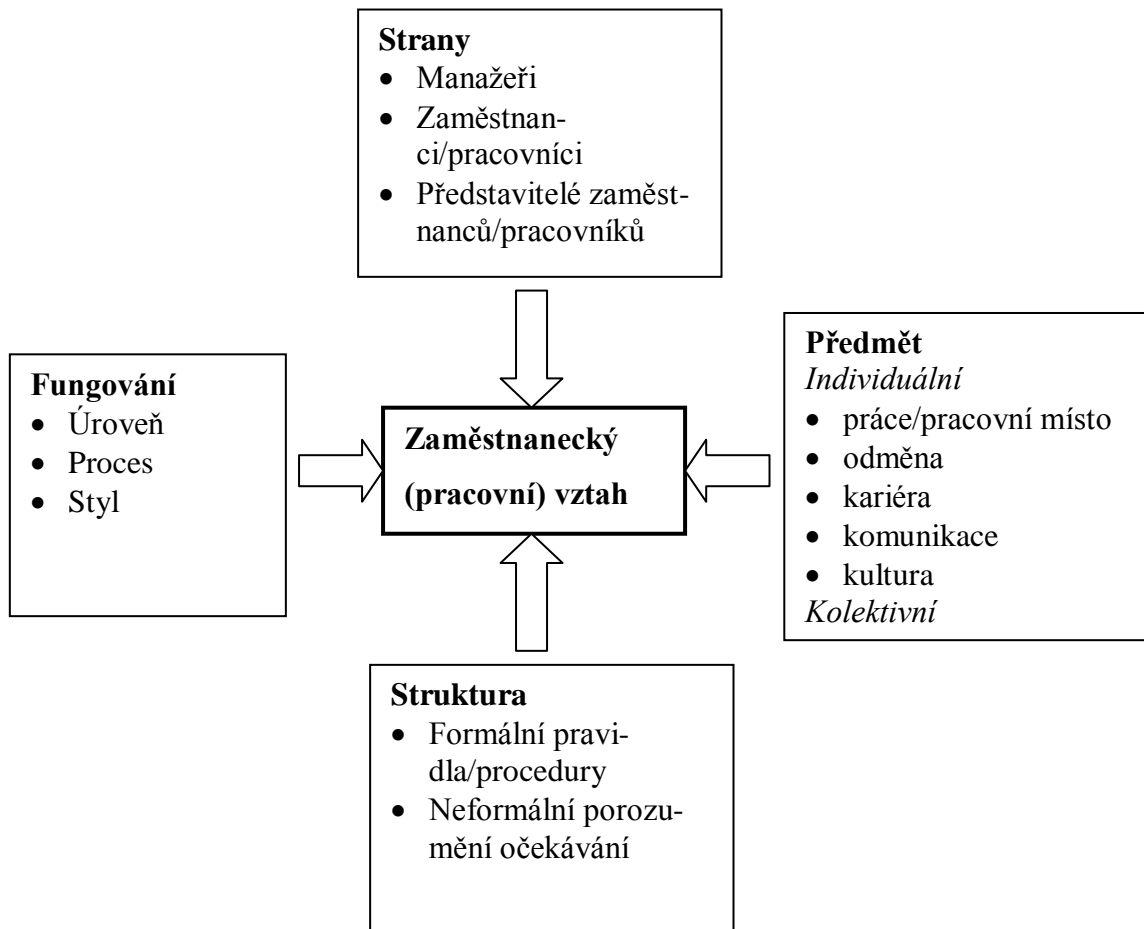 Strany
• Manažeři
• Zaměstnan-
ci/pracovníci
• Představitelé zaměst-
nanců/pracovníků
Fungování
• Úroveň
• Proces
• Styl
Zaměstnanecký
(pracovní) vztah
Předmět
Individuální
• práce/pracovní místo
• odměna
• kariéra
• komunikace
• kultura
Kolektivní
Struktura
• Formální pravi-
dla/procedury
• Neformální porozu-
mění očekávání